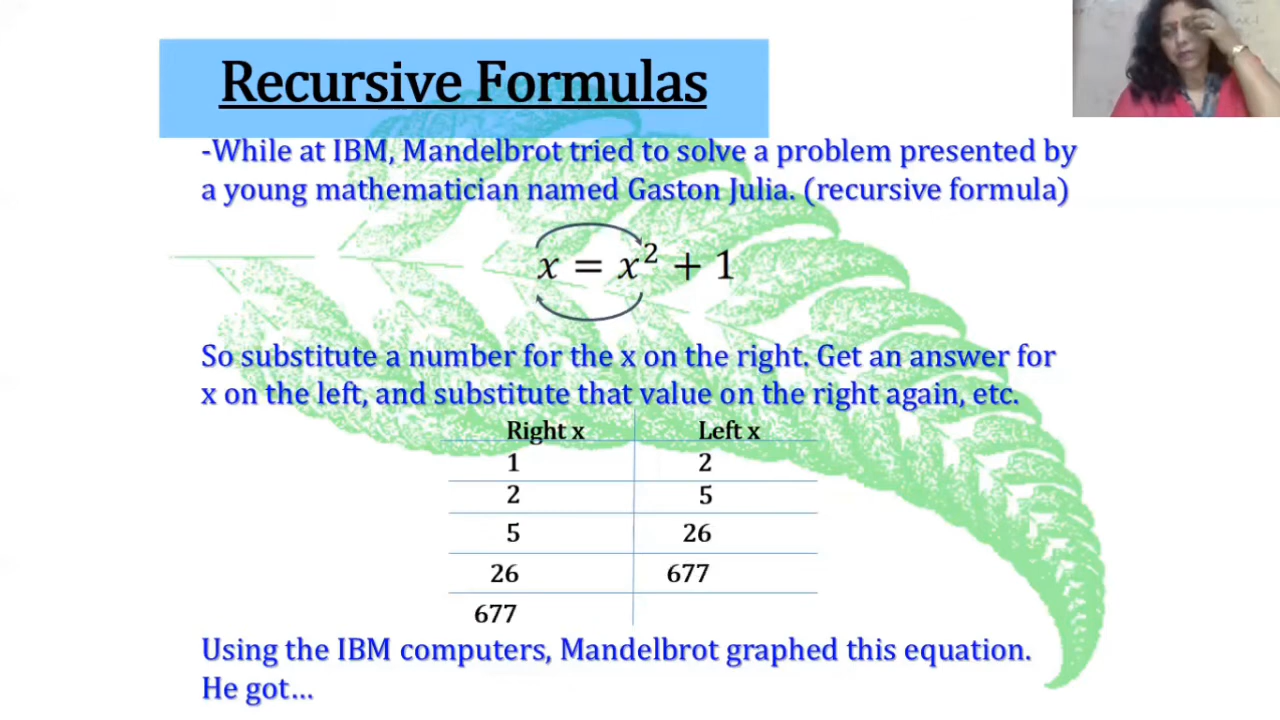 Recursive Formulas
-While at IBM, Mandelbrot tried to solve a problem presented by
a young mathematician named Gaston Julia. (recursive formula)
x = x² + 1
So substitute a number for the x on the right. Get an answer for
x on the left, and substitute that value on the right again, etc.
Right x Left x
1 2
2 5
5 26
26 677
677
Using the IBM computers, Mandelbrot graphed this equation.
He got…